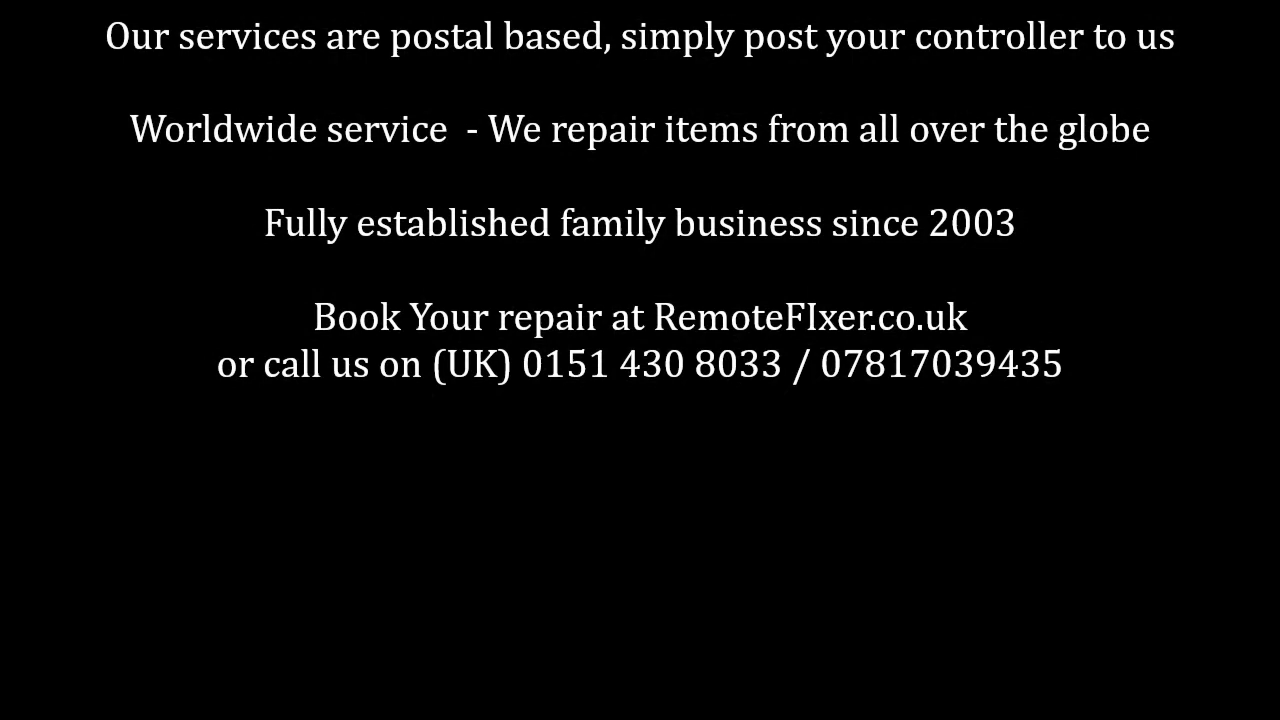 Our services are postal based, simply post your controller to us
Worldwide service  - We repair items from all over the globe
Fully established family business since 2003
Book Your repair at RemoteFIxer.co.uk
or call us on (UK) 0151 430 8033 / 07817039435